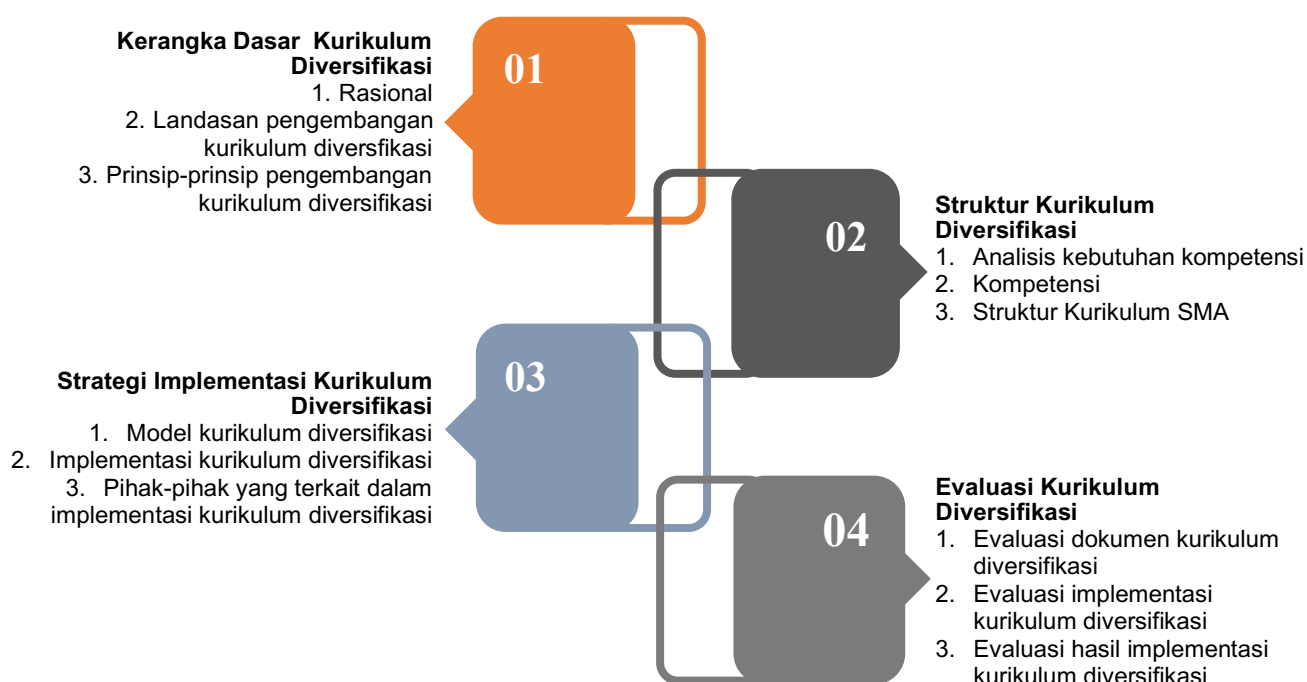 Kerangka Dasar Kurikulum
Diversifikasi
1. Rasional
2. Landasan pengembangan
kurikulum diversfikasi
3. Prinsip-prinsip pengembangan
kurikulum diversifikasi
01
02
Struktur Kurikulum
Diversifikasi
1. Analisis kebutuhan kompetensi
2. Kompetensi
3. Struktur Kurikulum SMA
Strategi Implementasi Kurikulum
Diversifikasi
1. Model kurikulum diversifikasi
2. Implementasi kurikulum diversifikasi
3. Pihak-pihak yang terkait dalam
implementasi kurikulum diversifikasi
03
04
Evaluasi Kurikulum
Diversifikasi
1. Evaluasi dokumen kurikulum
diversifikasi
2. Evaluasi implementasi
kurikulum diversifikasi
3. Evaluasi hasil implementasi
kurikulum diversifikasi